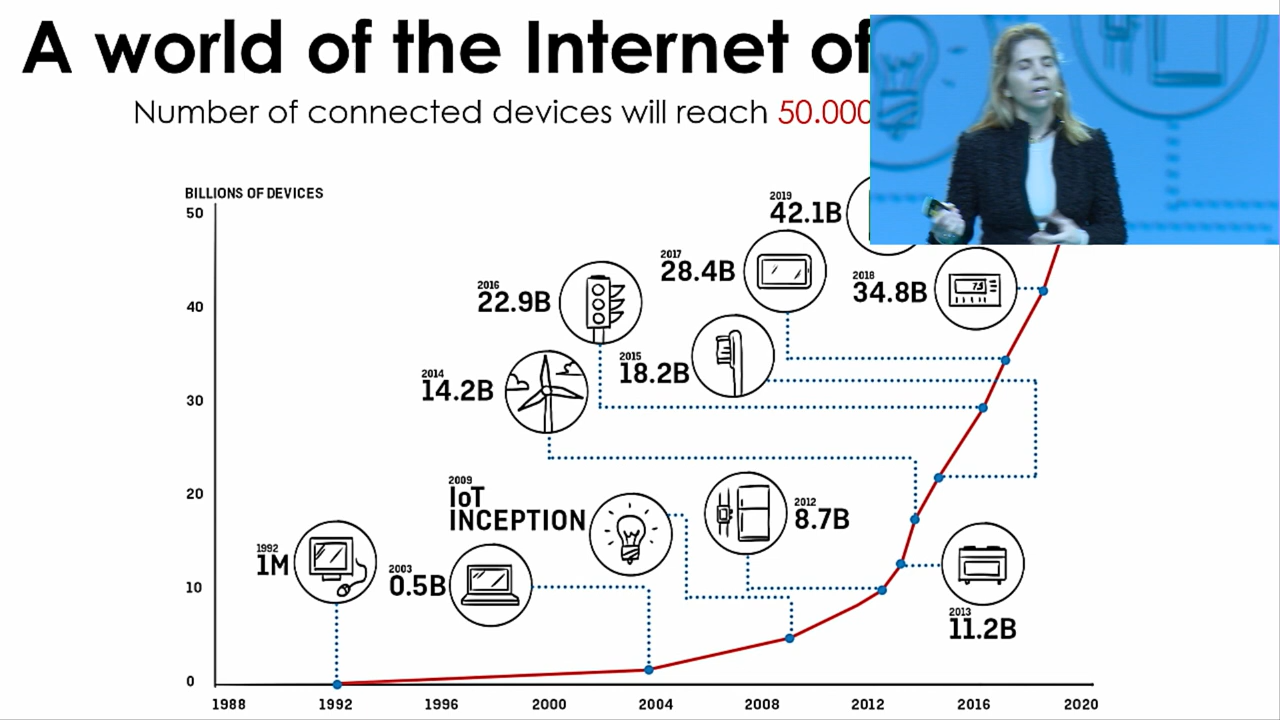 A world of the Internet of
Number of connected devices will reach 50.000
BILLIONS OF DEVICES
50
40
30
20
10
0
1988
1992
1996
2000
2004
2008
2012
2016
2020
1992
1M
2003
0.5B
2009
IoT
INCEPTION
2012
8.7B
2013
11.2B
2014
14.2B
2015
18.2B
2016
22.9B
2017
28.4B
2018
34.8B
7.5
2019
42.1B